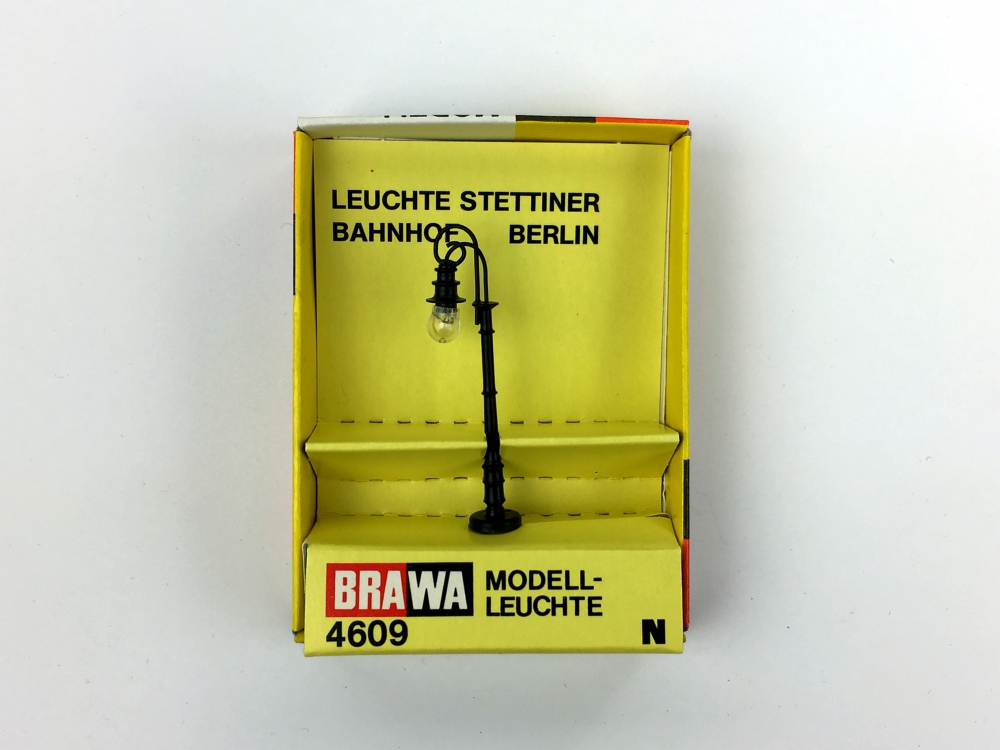 LEUCHTE STETTINER
BAHNHOF BERLIN
BRAWA
MODELL-
LEUCHTE
4609
N